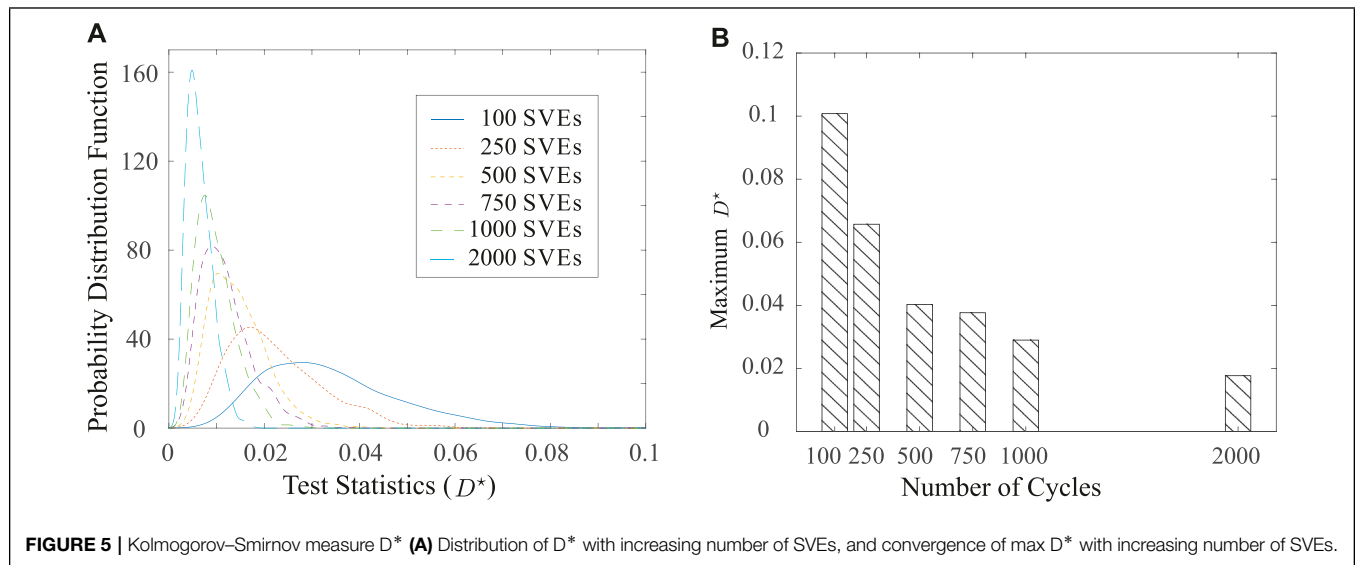 A
Probability Distribution Function
160
120
80
40
0
0 0.02 0.04 0.06 0.08 0.1
Test Statistics (D⋆)
100 SVEs
250 SVEs
500 SVEs
750 SVEs
1000 SVEs
2000 SVEs
B
Maximum D⋆
0.12
0.1
0.08
0.06
0.04
0.02
0
100 250 500 750 1000 2000
Number of Cycles
FIGURE 5 | Kolmogorov–Smirnov measure D* (A) Distribution of D* with increasing number of SVEs, and convergence of max D* with increasing number of SVEs.